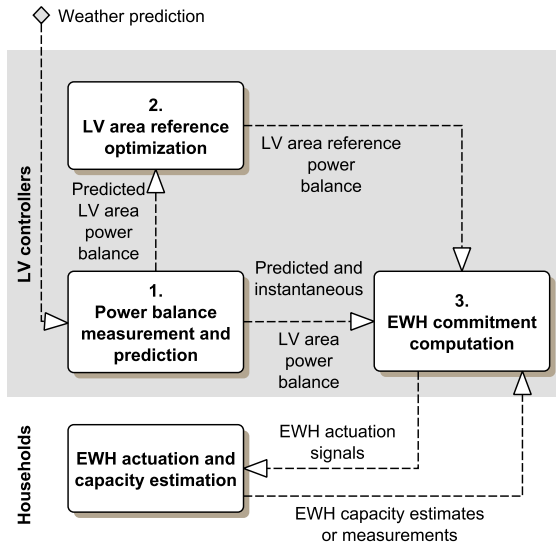 Weather prediction
LV controllers
2.
LV area reference
optimization
LV area reference
power
balance
Predicted
LV area
power
balance
1.
Power balance
measurement and
prediction
Predicted and
instantaneous
LV area
power
balance
3.
EWH commitment
computation
Households
EWH actuation and
capacity estimation
EWH actuation
signals
EWH capacity estimates
or measurements